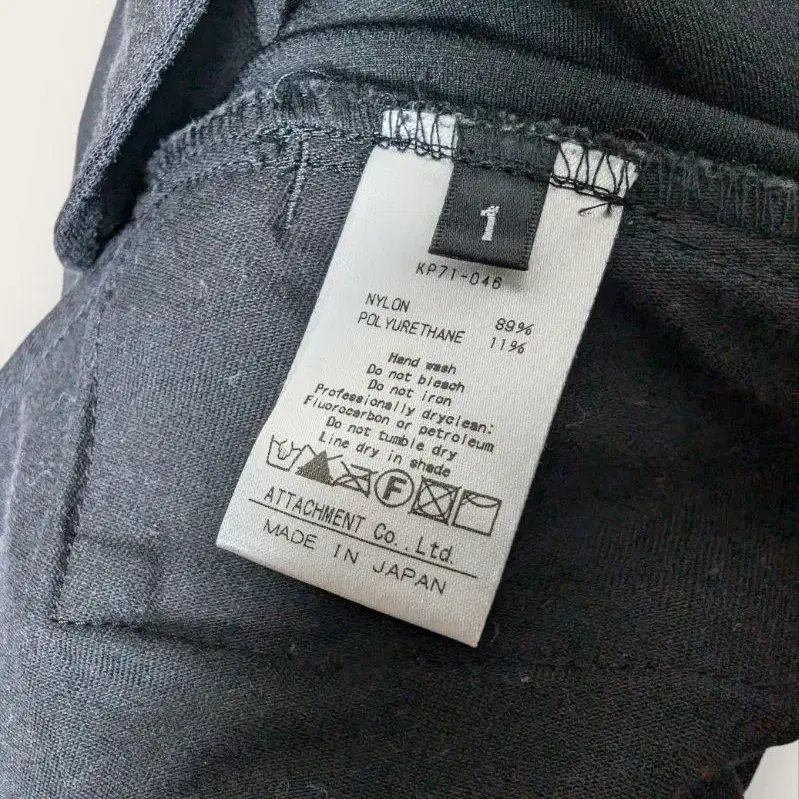 1
KP71-046
NYLON 89%
POLYURETHANE 11%
Hand wash
Do not bleach
Do not iron
Professionally dryclean:
Fluorocarbon or petroleum
Do not tumble dry
Line dry in shade
F
ATTACHMENT Co.,Ltd.
MADE IN JAPAN